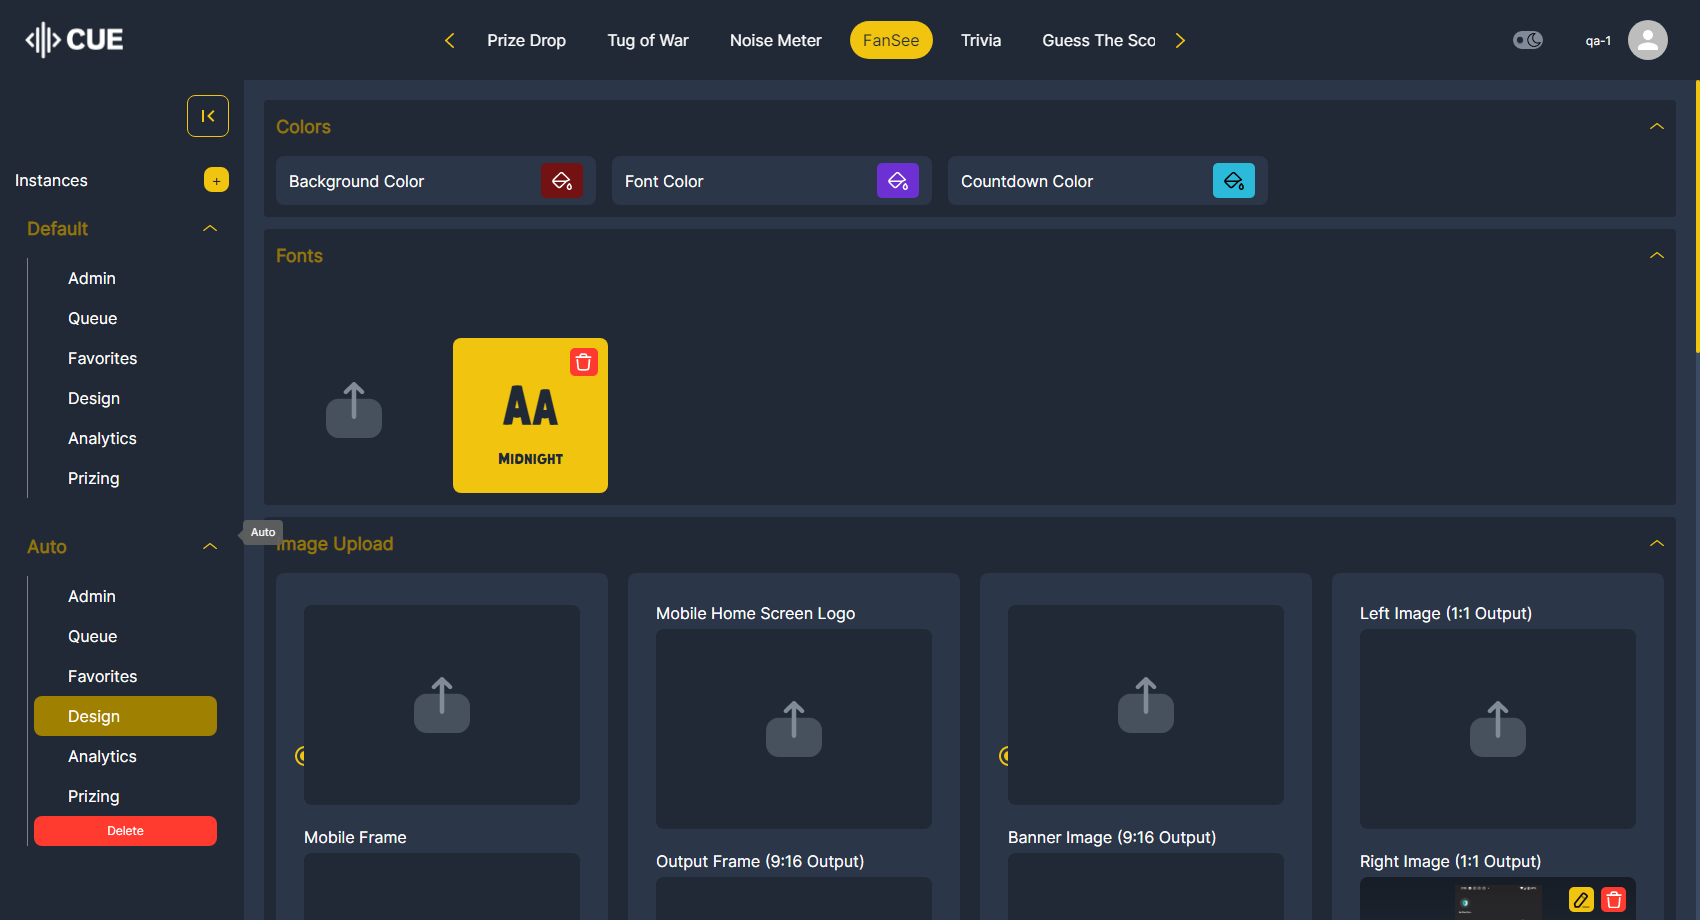 CUE
Prize Drop
Tug of War
Noise Meter
FanSee
Trivia
Guess The Sco
qa-1
Instances
+
Default
Admin
Queue
Favorites
Design
Analytics
Prizing
Auto
Admin
Queue
Favorites
Design
Analytics
Prizing
Delete
Auto
Colors
Background Color
Font Color
Countdown Color
Fonts
AA
MIDNIGHT
Image Upload
Mobile Home Screen Logo
Left Image (1:1 Output)
Mobile Frame
Output Frame (9:16 Output)
Banner Image (9:16 Output)
Right Image (1:1 Output)